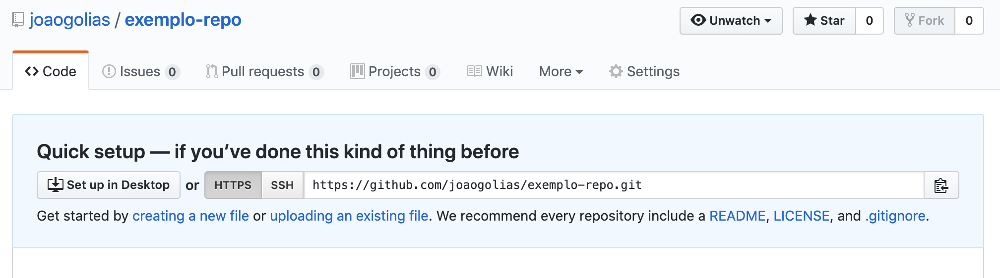 joaogolias / exemplo-repo
Unwatch Star 0 Fork 0
Code Issues 0 Pull requests 0 Projects 0 Wiki More Settings
Quick setup — if you’ve done this kind of thing before
Set up in Desktop or HTTPS SSH https://github.com/joaogolias/exemplo-repo.git
Get started by creating a new file or uploading an existing file. We recommend every repository include a README, LICENSE, and .gitignore.